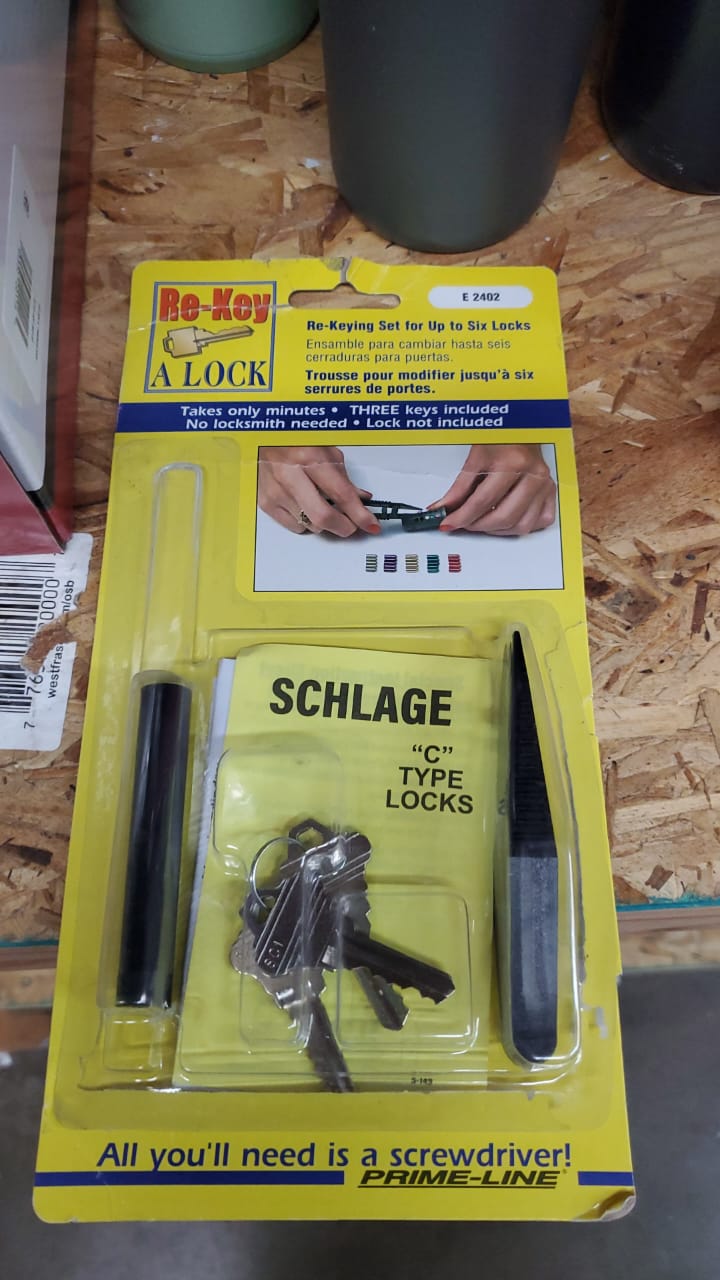 Re-Key
A LOCK
E 2402
Re-Keying Set for Up to Six Locks
Ensamble para cambiar hasta seis
cerraduras para puertas.
Trousse pour modifier jusqu'à six
serrures de portes.
Takes only minutes • THREE keys included
No locksmith needed • Lock not included
SCHLAGE
"C"
TYPE
LOCKS
SC1
S-149
All you'll need is a screwdriver!
PRIME-LINE®